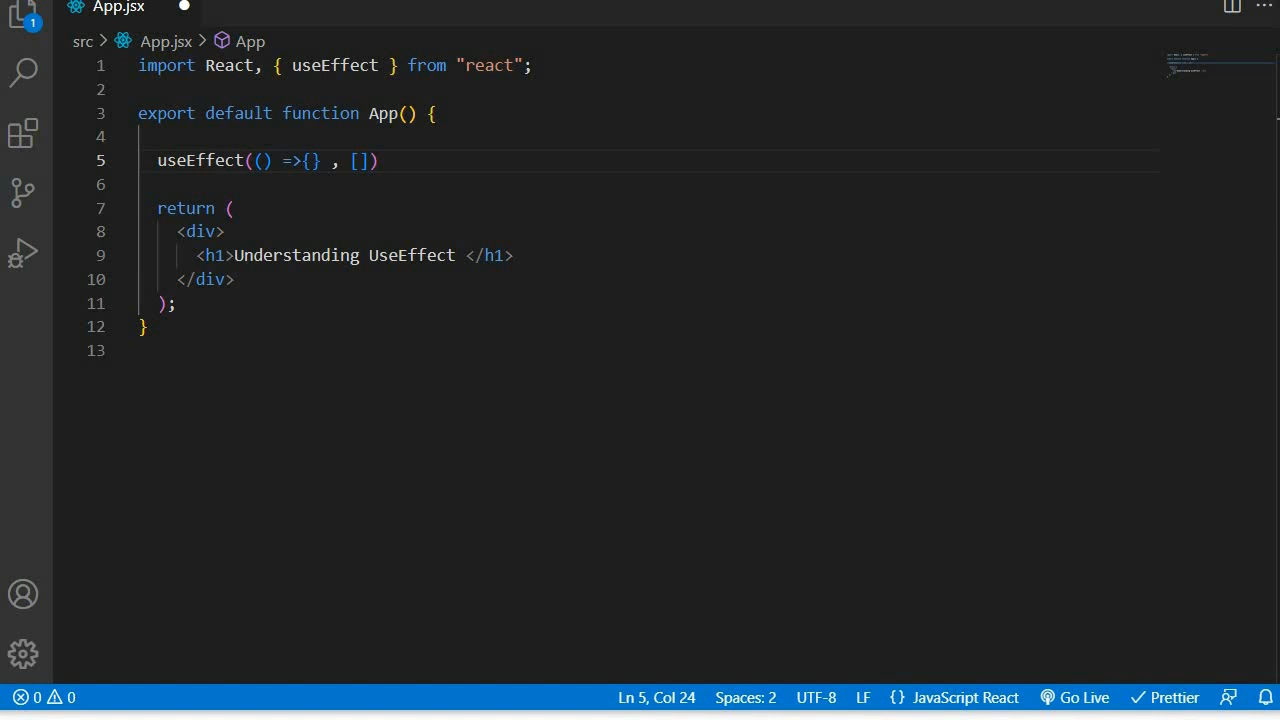 App.jsx
1
src > App.jsx > App
1 import React, { useEffect } from "react";
2
3 export default function App() {
4
5 useEffect(() =>{} , [])
6
7 return (
8 <div>
9 <h1>Understanding UseEffect </h1>
10 </div>
11 );
12 }
13
0 0 Ln 5, Col 24 Spaces: 2 UTF-8 LF {} JavaScript React Go Live Prettier